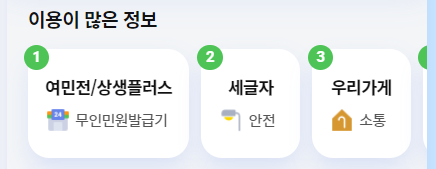 이용이 많은 정보
1
여민전/상생플러스
24 무인민원발급기
2
세글자
안전
3
우리가게
소통